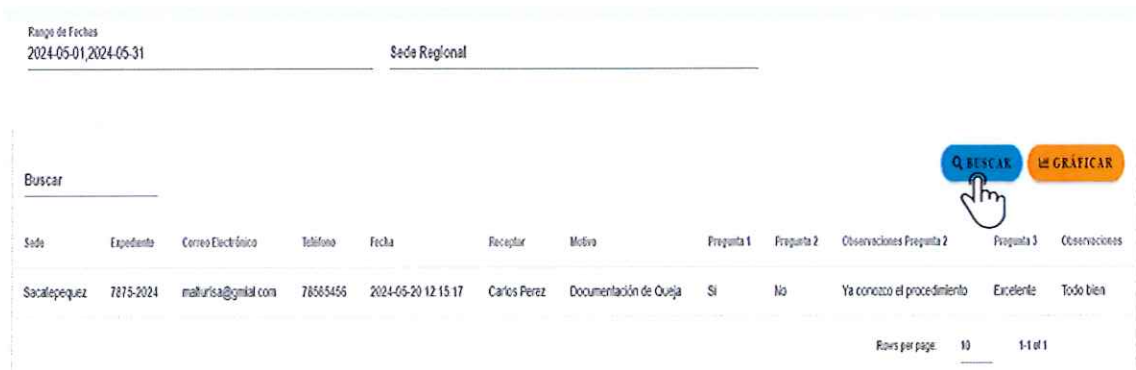 Rango de Fechas
2024-05-01,2024-05-31
Sede Regional
BUSCAR GRÁFICAR
Buscar
Sede Expediente Correo Electrónico Teléfono Fecha Receptor Motivo Pregunta 1 Pregunta 2 Observaciones Pregunta 2 Pregunta 3 Observaciones
Sacatepequez 7875-2024 malturisa@gmial.com 78585456 2024-05-20 12:15:17 Carlos Perez Documentación de Queja Si No Ya conozco el procedimiento Excelente Todo bien
Rows per page: 10 1-1 of 1